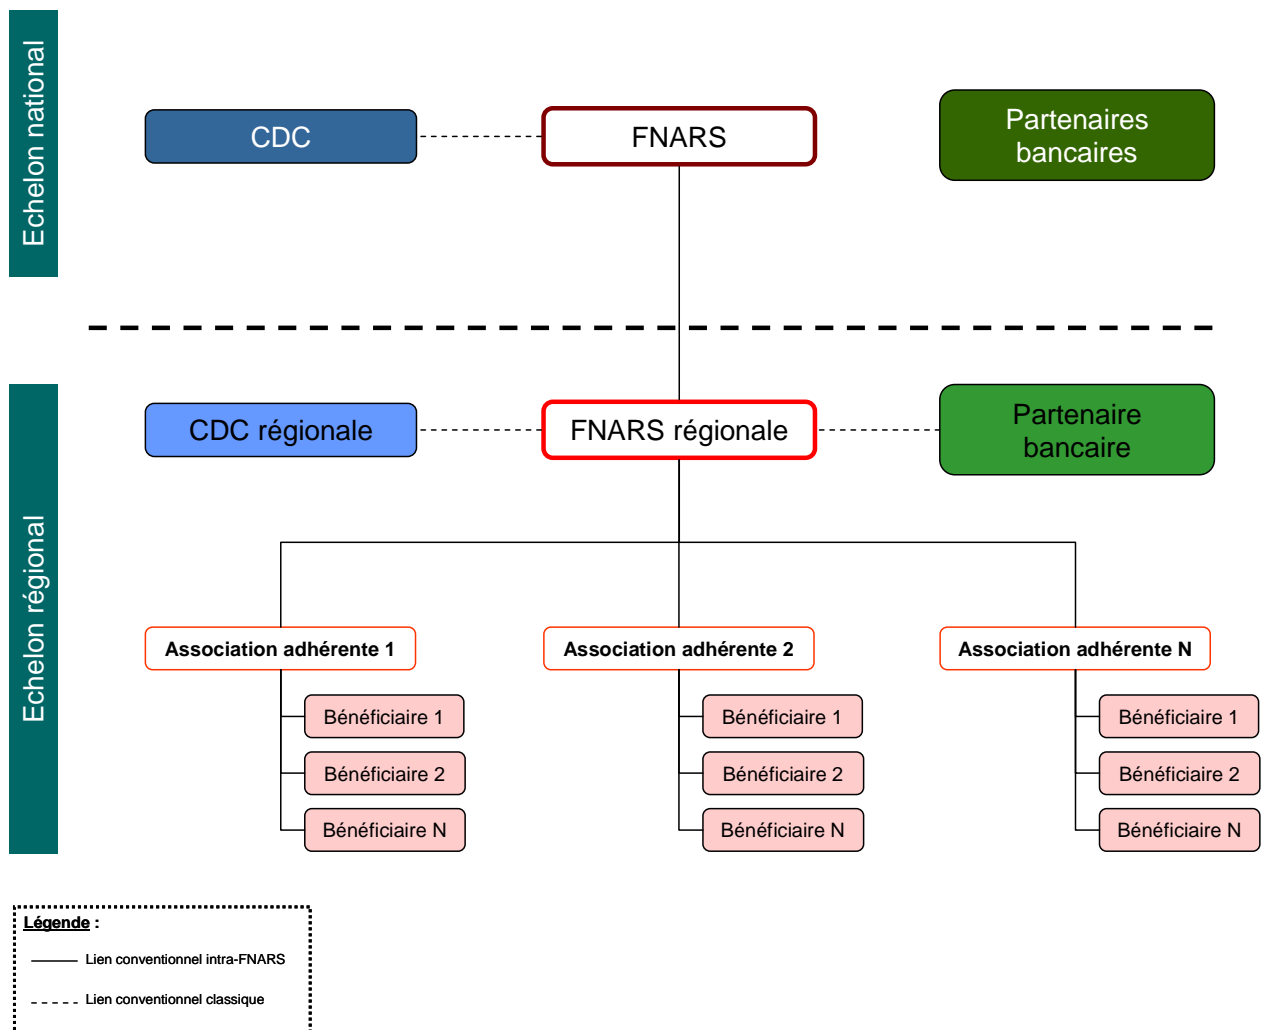 Echelon national
CDC
FNARS
Partenaires
bancaires
Echelon régional
CDC régionale
FNARS régionale
Partenaire
bancaire
Association adhérente 1
Association adhérente 2
Association adhérente N
Bénéficiaire 1
Bénéficiaire 1
Bénéficiaire 1
Bénéficiaire 2
Bénéficiaire 2
Bénéficiaire 2
Bénéficiaire N
Bénéficiaire N
Bénéficiaire N
Légende :
Lien conventionnel intra-FNARS
Lien conventionnel classique